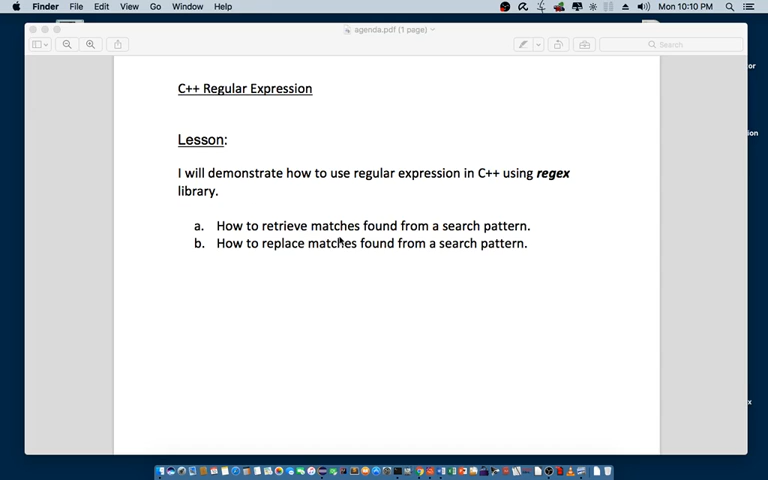 Finder File Edit View Go Window Help Mon 10:10 PM
agenda.pdf (1 page)
Search
C++ Regular Expression
Lesson:
I will demonstrate how to use regular expression in C++ using regex
library.
a. How to retrieve matches found from a search pattern.
b. How to replace matches found from a search pattern.
or
ion
x